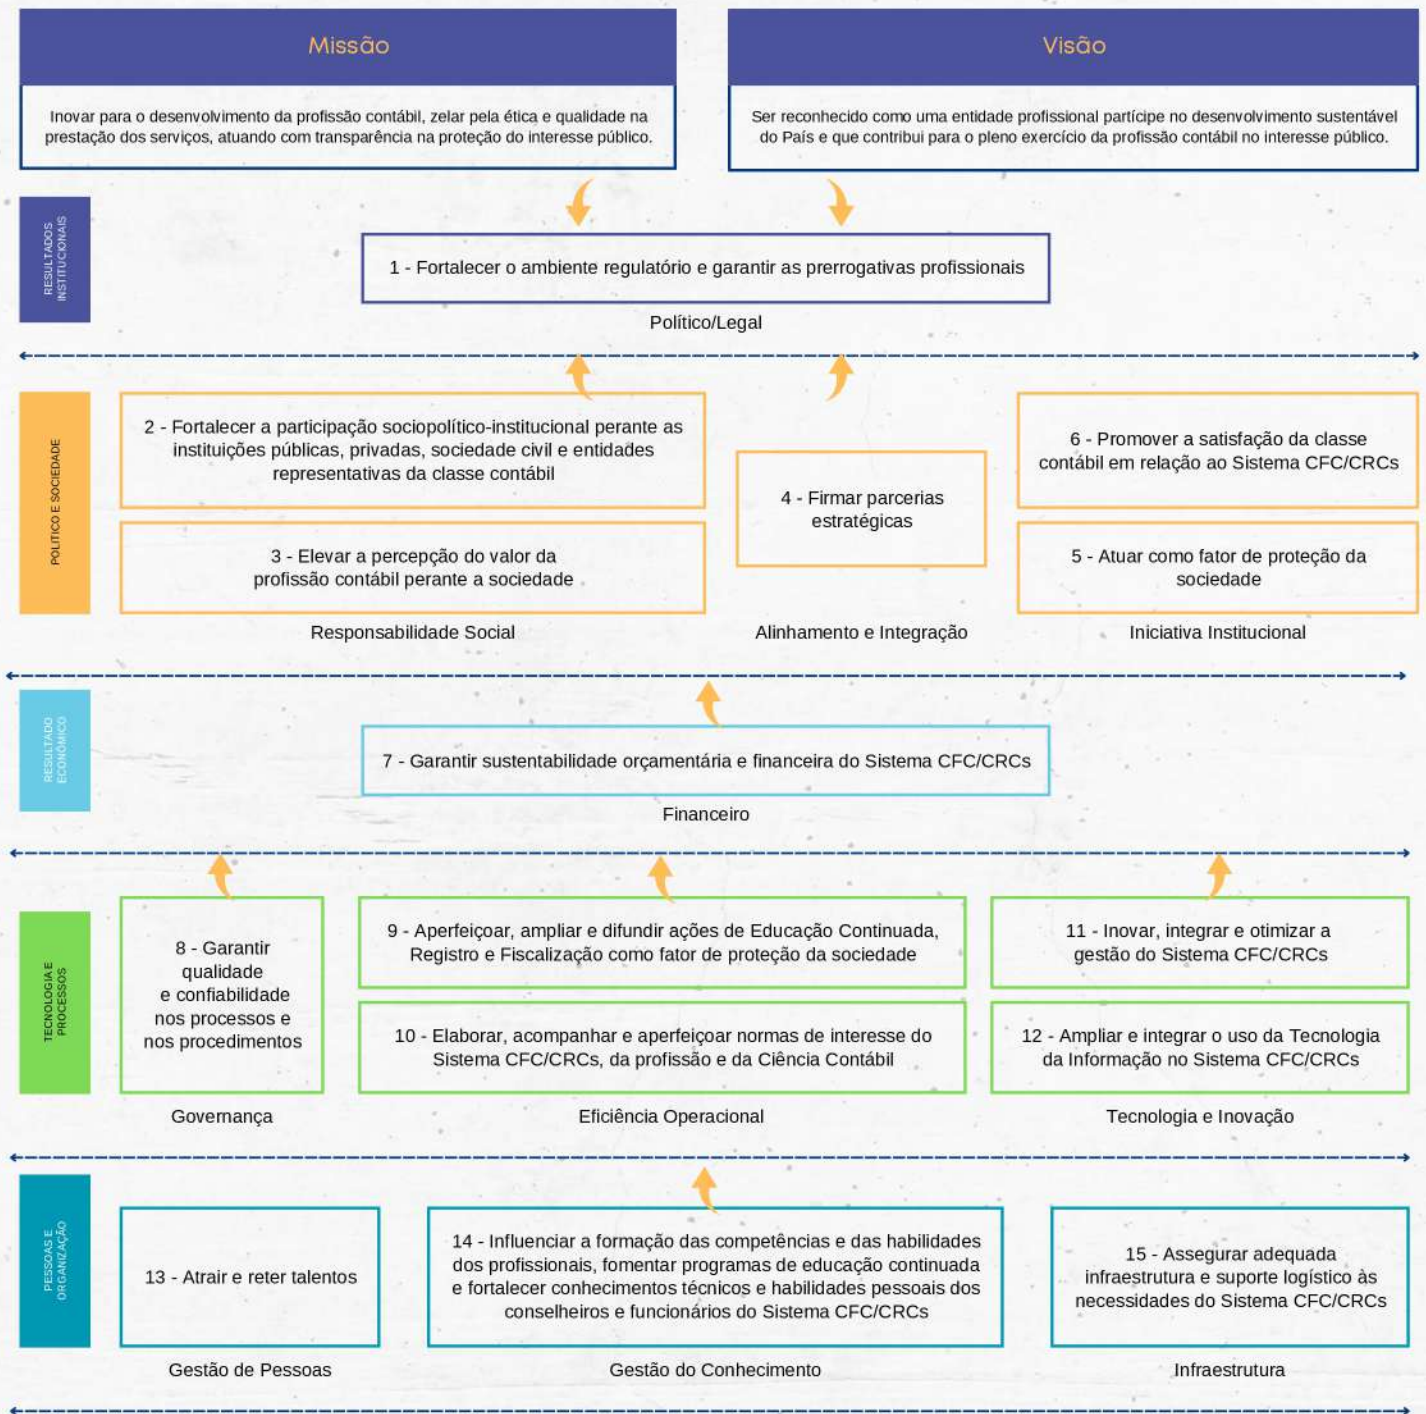 Missão
Inovar para o desenvolvimento da profissão contábil, zelar pela ética e qualidade na
prestação dos serviços, atuando com transparência na proteção do interesse público.
Visão
Ser reconhecido como uma entidade profissional partícipe no desenvolvimento sustentável
do País e que contribui para o pleno exercício da profissão contábil no interesse público.
RESULTADOS
INSTITUCIONAIS
1 - Fortalecer o ambiente regulatório e garantir as prerrogativas profissionais
Político/Legal
POLITICO E SOCIEDADE
2 - Fortalecer a participação sociopolítico-institucional perante as
instituições públicas, privadas, sociedade civil e entidades
representativas da classe contábil
3 - Elevar a percepção do valor da
profissão contábil perante a sociedade
Responsabilidade Social
4 - Firmar parcerias
estratégicas
Alinhamento e Integração
6 - Promover a satisfação da classe
contábil em relação ao Sistema CFC/CRCs
5 - Atuar como fator de proteção da
sociedade
Iniciativa Institucional
RESULTADO
ECONÔMICO
7 - Garantir sustentabilidade orçamentária e financeira do Sistema CFC/CRCs
Financeiro
TECNOLOGIA E
PROCESSOS
8 - Garantir
qualidade
e confiabilidade
nos processos e
nos procedimentos
Governança
9 - Aperfeiçoar, ampliar e difundir ações de Educação Continuada,
Registro e Fiscalização como fator de proteção da sociedade
10 - Elaborar, acompanhar e aperfeiçoar normas de interesse do
Sistema CFC/CRCs, da profissão e da Ciência Contábil
Eficiência Operacional
11 - Inovar, integrar e otimizar a
gestão do Sistema CFC/CRCs
12 - Ampliar e integrar o uso da Tecnologia
da Informação no Sistema CFC/CRCs
Tecnologia e Inovação
PESSOAS E
ORGANIZAÇÃO
13 - Atrair e reter talentos
Gestão de Pessoas
14 - Influenciar a formação das competências e das habilidades
dos profissionais, fomentar programas de educação continuada
e fortalecer conhecimentos técnicos e habilidades pessoais dos
conselheiros e funcionários do Sistema CFC/CRCs
Gestão do Conhecimento
15 - Assegurar adequada
infraestrutura e suporte logístico às
necessidades do Sistema CFC/CRCs
Infraestrutura